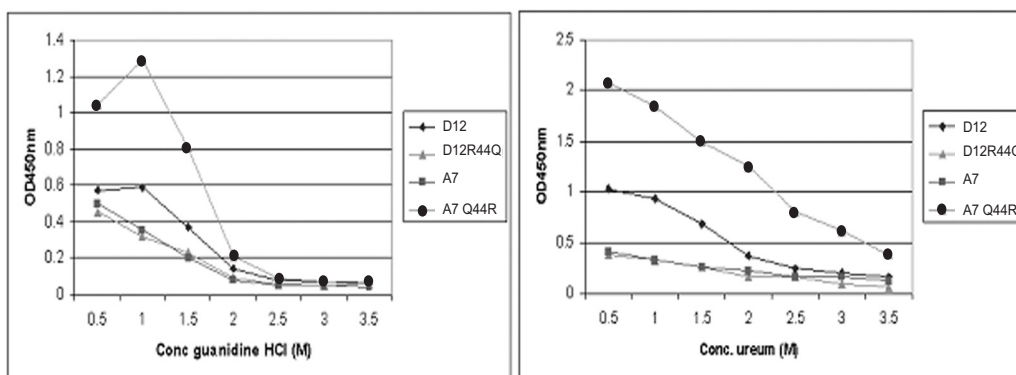 1.4
1.2
1
0.8
0.6
0.4
0.2
0
OD450nm
0.5 1 1.5 2 2.5 3 3.5
Conc guanidine HCl (M)
D12
D12R44Q
A7
A7 Q44R
2.5
2
1.5
1
0.5
0
OD450nm
0.5 1 1.5 2 2.5 3 3.5
Conc. ureum (M)
D12
D12R44Q
A7
A7 Q44R